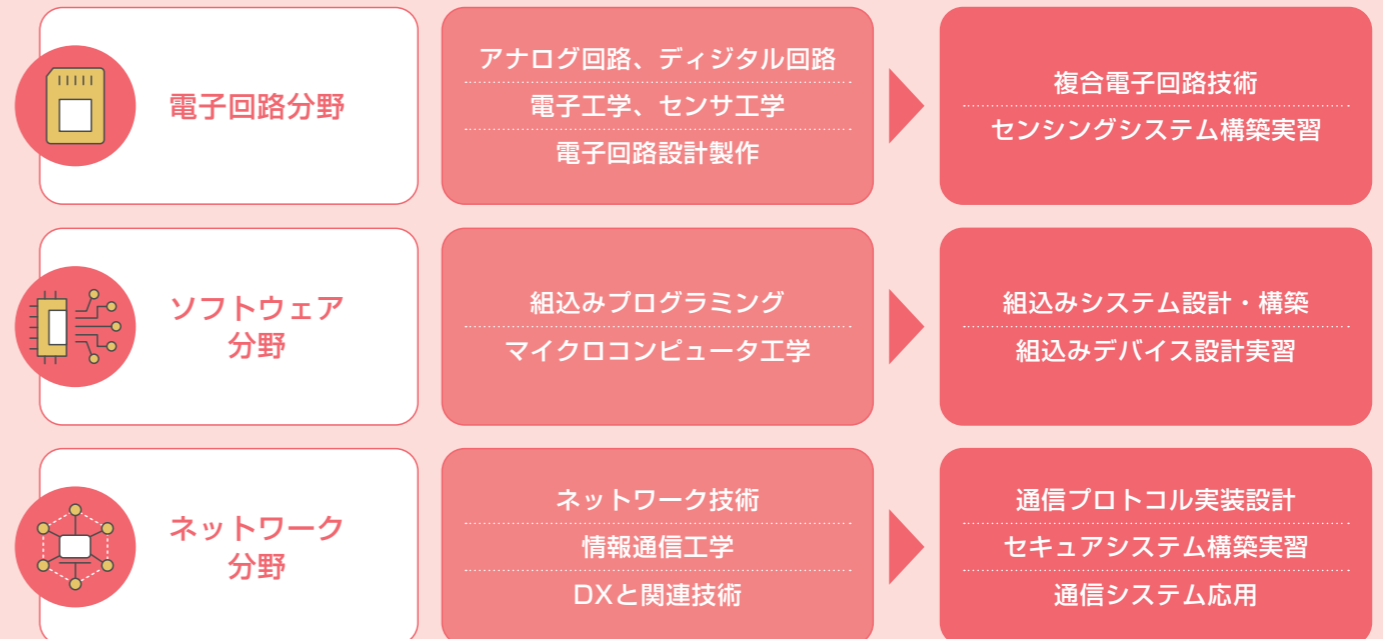 電子回路分野
アナログ回路、ディジタル回路
電子工学、センサ工学
電子回路設計製作
複合電子回路技術
センシングシステム構築実習
ソフトウェア
分野
組込みプログラミング
マイクロコンピュータ工学
組込みシステム設計・構築
組込みデバイス設計実習
ネットワーク
分野
ネットワーク技術
情報通信工学
DXと関連技術
通信プロトコル実装設計
セキュアシステム構築実習
通信システム応用